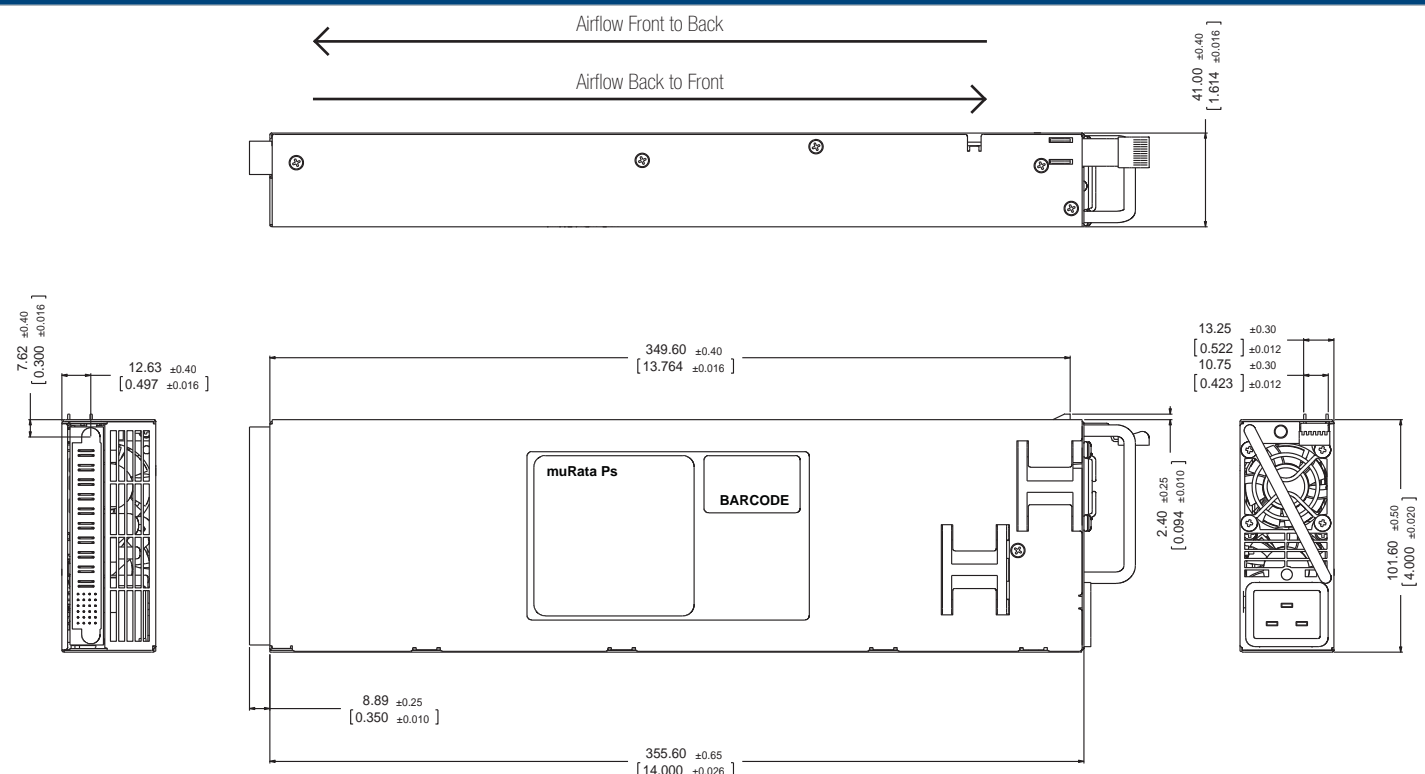 Airflow Front to Back
Airflow Back to Front
41.00 ±0.40
[ 1.614 ±0.016 ]
7.62 ±0.40
[ 0.300 ±0.016 ]
12.63 ±0.40
[ 0.497 ±0.016 ]
349.60 ±0.40
[ 13.764 ±0.016 ]
13.25 ±0.30
[ 0.522 ] ±0.012
10.75 ±0.30
[ 0.423 ] ±0.012
muRata Ps
BARCODE
2.40 ±0.25
[ 0.094 ±0.010 ]
101.60 ±0.50
[ 4.000 ±0.020 ]
8.89 ±0.25
[ 0.350 ±0.010 ]
355.60 ±0.65
[ 14.000 ±0.026 ]